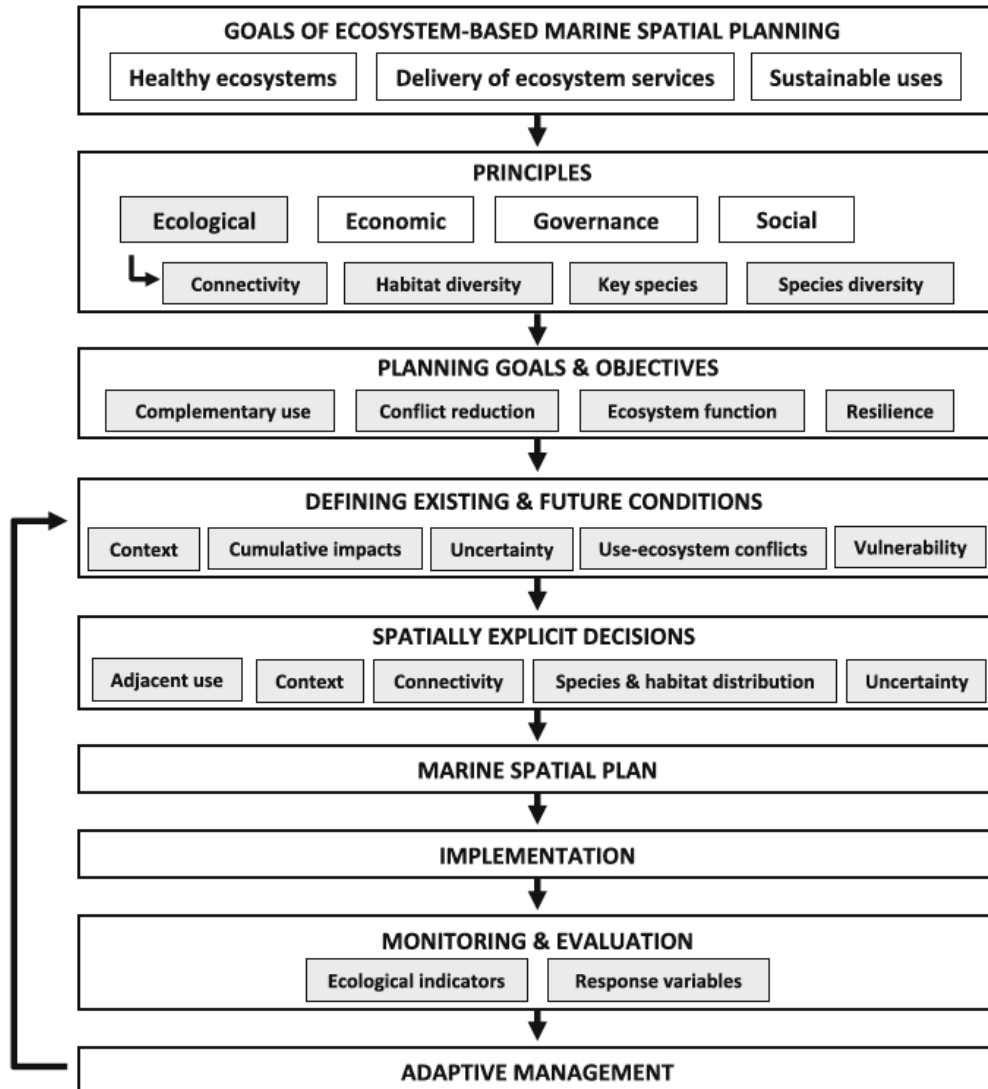 GOALS OF ECOSYSTEM-BASED MARINE SPATIAL PLANNING
Healthy ecosystems
Delivery of ecosystem services
Sustainable uses
PRINCIPLES
Ecological
Economic
Governance
Social
Connectivity
Habitat diversity
Key species
Species diversity
PLANNING GOALS & OBJECTIVES
Complementary use
Conflict reduction
Ecosystem function
Resilience
DEFINING EXISTING & FUTURE CONDITIONS
Context
Cumulative impacts
Uncertainty
Use-ecosystem conflicts
Vulnerability
SPATIALLY EXPLICIT DECISIONS
Adjacent use
Context
Connectivity
Species & habitat distribution
Uncertainty
MARINE SPATIAL PLAN
IMPLEMENTATION
MONITORING & EVALUATION
Ecological indicators
Response variables
ADAPTIVE MANAGEMENT